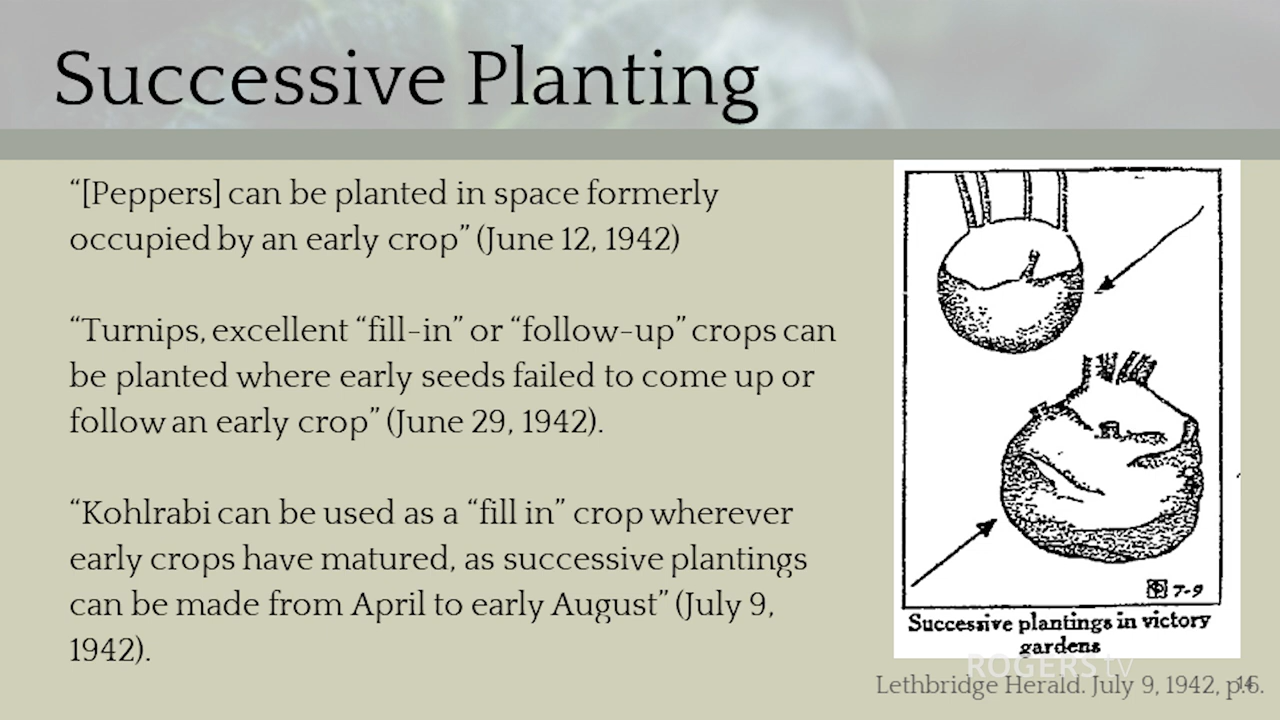 Successive Planting
“[Peppers] can be planted in space formerly
occupied by an early crop” (June 12, 1942)
“Turnips, excellent “fill-in” or “follow-up” crops can
be planted where early seeds failed to come up or
follow an early crop” (June 29, 1942).
“Kohlrabi can be used as a “fill in” crop wherever
early crops have matured, as successive plantings
can be made from April to early August” (July 9,
1942).
7-9
Successive plantings in victory
gardens
ROGERS tv
Lethbridge Herald. July 9, 1942, p.6.
14